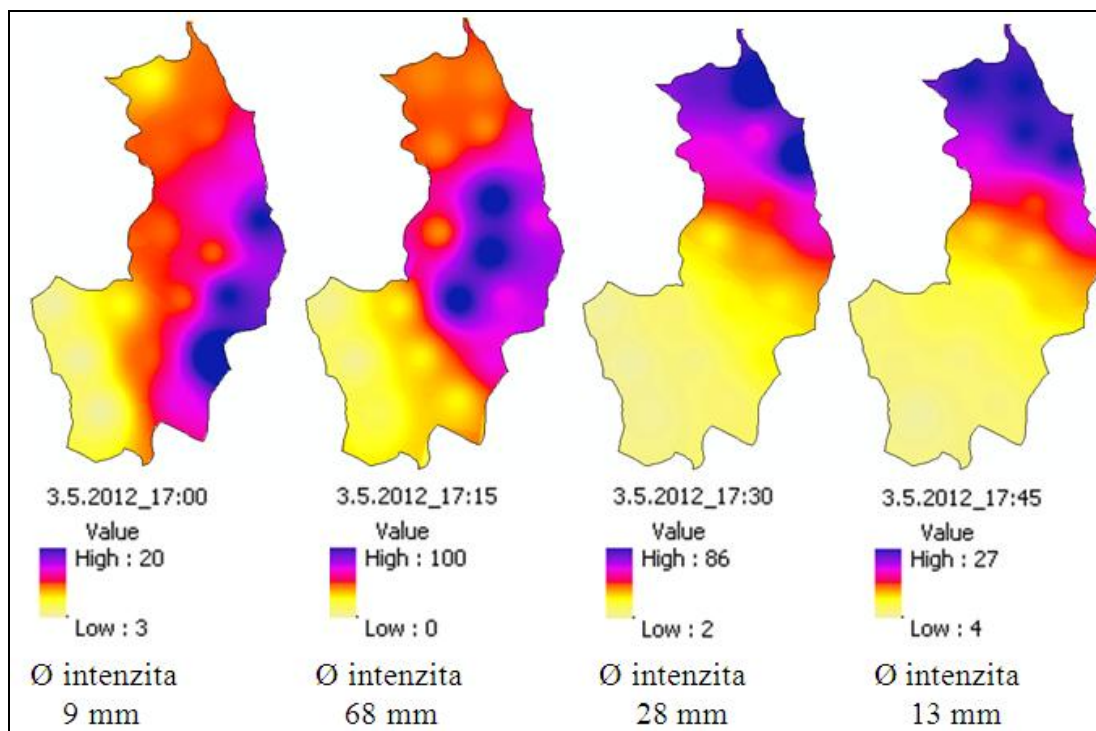 3.5.2012_17:00
Value
High : 20
Low : 3
Ø intenzita
9 mm
3.5.2012_17:15
Value
High : 100
Low : 0
Ø intenzita
68 mm
3.5.2012_17:30
Value
High : 86
Low : 2
Ø intenzita
28 mm
3.5.2012_17:45
Value
High : 27
Low : 4
Ø intenzita
13 mm